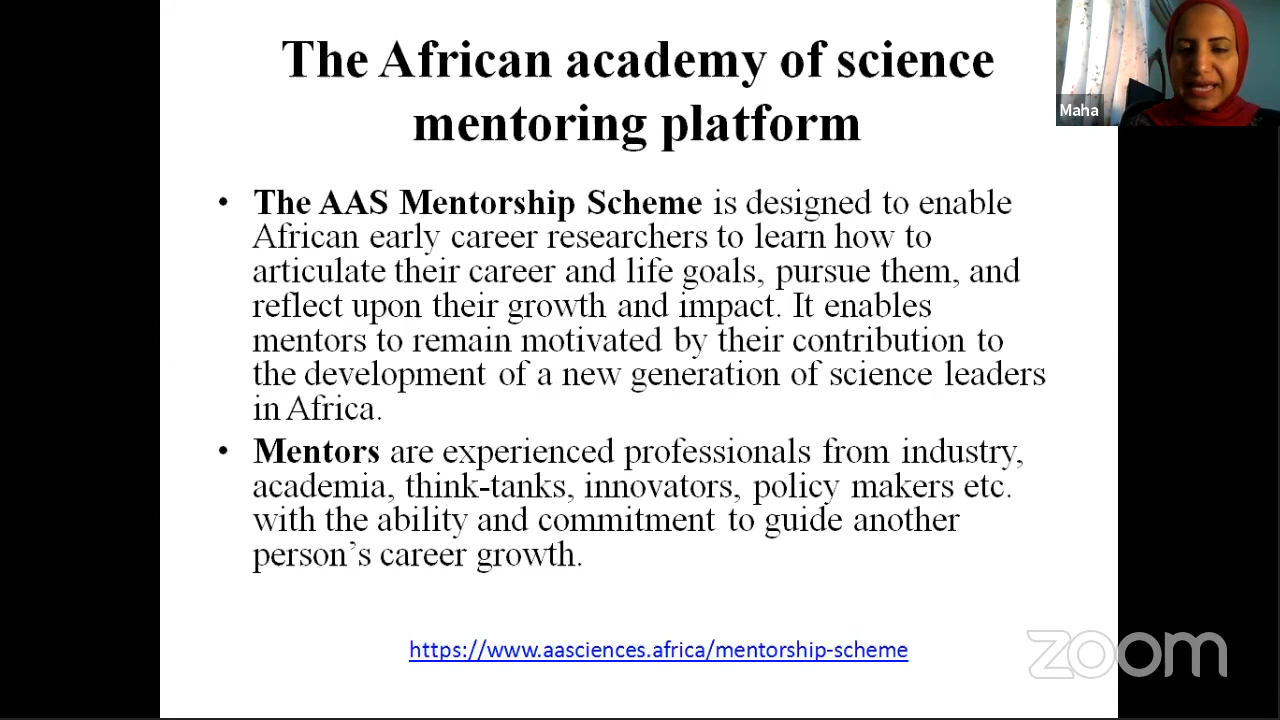 The African academy of science
mentoring platform
Maha
• The AAS Mentorship Scheme is designed to enable
African early career researchers to learn how to
articulate their career and life goals, pursue them, and
reflect upon their growth and impact. It enables
mentors to remain motivated by their contribution to
the development of a new generation of science leaders
in Africa.
• Mentors are experienced professionals from industry,
academia, think-tanks, innovators, policy makers etc.
with the ability and commitment to guide another
person’s career growth.
https://www.aasciences.africa/mentorship-scheme
zoom